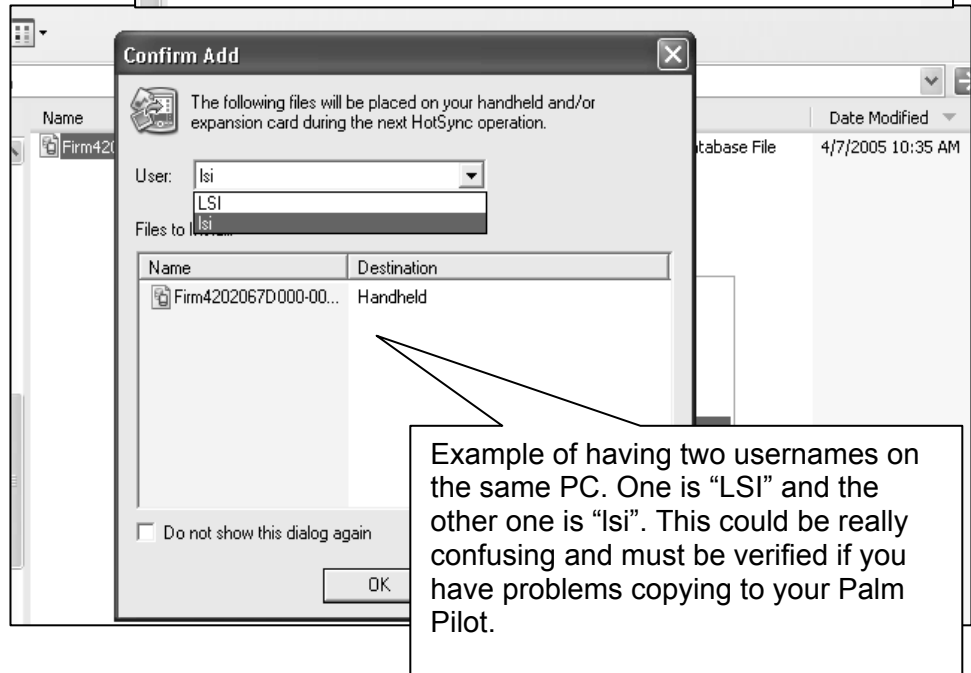 Confirm Add
The following files will be placed on your handheld and/or
expansion card during the next HotSync operation.
Name
Date Modified
Firm420
tabase File
4/7/2005 10:35 AM
User:
lsi
LSI
lsi
Files to
Name
Destination
Firm4202067D000-00...
Handheld
Do not show this dialog again
OK
Example of having two usernames on
the same PC. One is “LSI” and the
other one is “lsi”. This could be really
confusing and must be verified if you
have problems copying to your Palm
Pilot.